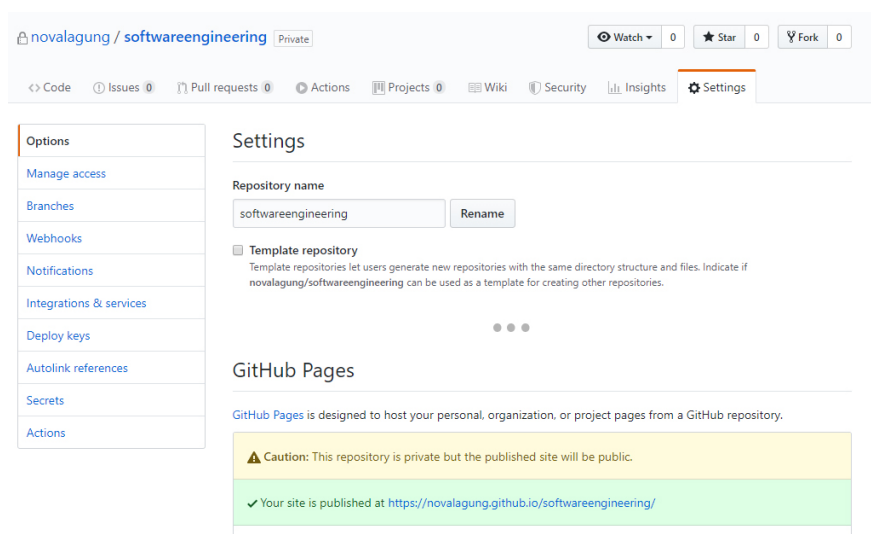 novalagung / softwareengineering Private
Watch 0 Star 0 Fork 0
Code Issues 0 Pull requests 0 Actions Projects 0 Wiki Security Insights Settings
Options
Manage access
Branches
Webhooks
Notifications
Integrations & services
Deploy keys
Autolink references
Secrets
Actions
Settings
Repository name
softwareengineering Rename
Template repository
Template repositories let users generate new repositories with the same directory structure and files. Indicate if
novalagung/softwareengineering can be used as a template for creating other repositories.
GitHub Pages
GitHub Pages is designed to host your personal, organization, or project pages from a GitHub repository.
Caution: This repository is private but the published site will be public.
Your site is published at https://novalagung.github.io/softwareengineering/